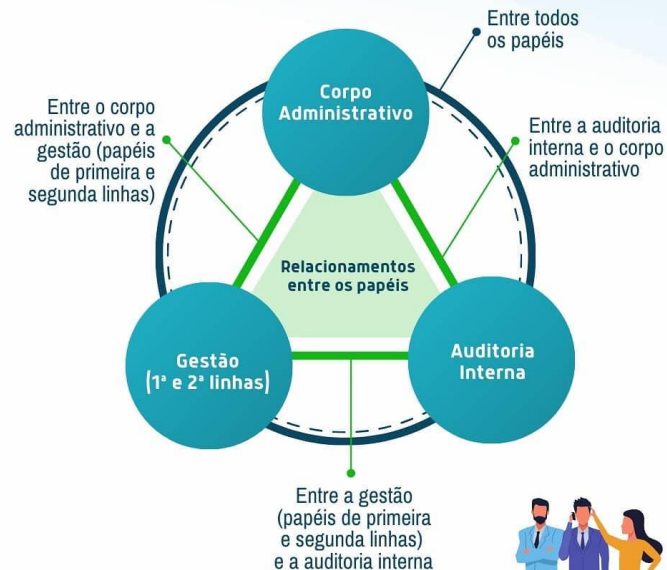 Entre todos
os papéis
Corpo
Administrativo
Entre o corpo
administrativo e a
gestão (papéis
de primeira e
segunda linhas)
Entre a auditoria
interna e o corpo
administrativo
Relacionamentos
entre os papéis
Gestão
(1ª e 2ª linhas)
Auditoria
Interna
Entre a gestão
(papéis de primeira
e segunda linhas)
e a auditoria interna